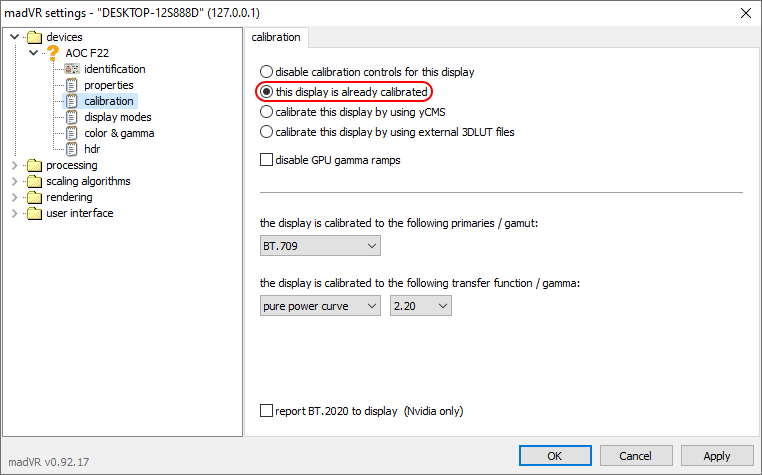 madVR settings - "DESKTOP-12S888D" (127.0.0.1)
devices
AOC F22
identification
properties
calibration
display modes
color & gamma
hdr
processing
scaling algorithms
rendering
user interface
calibration
disable calibration controls for this display
this display is already calibrated
calibrate this display by using yCMS
calibrate this display by using external 3DLUT files
disable GPU gamma ramps
the display is calibrated to the following primaries / gamut:
BT.709
the display is calibrated to the following transfer function / gamma:
pure power curve 2.20
report BT.2020 to display (Nvidia only)
madVR v0.92.17
OK Cancel Apply